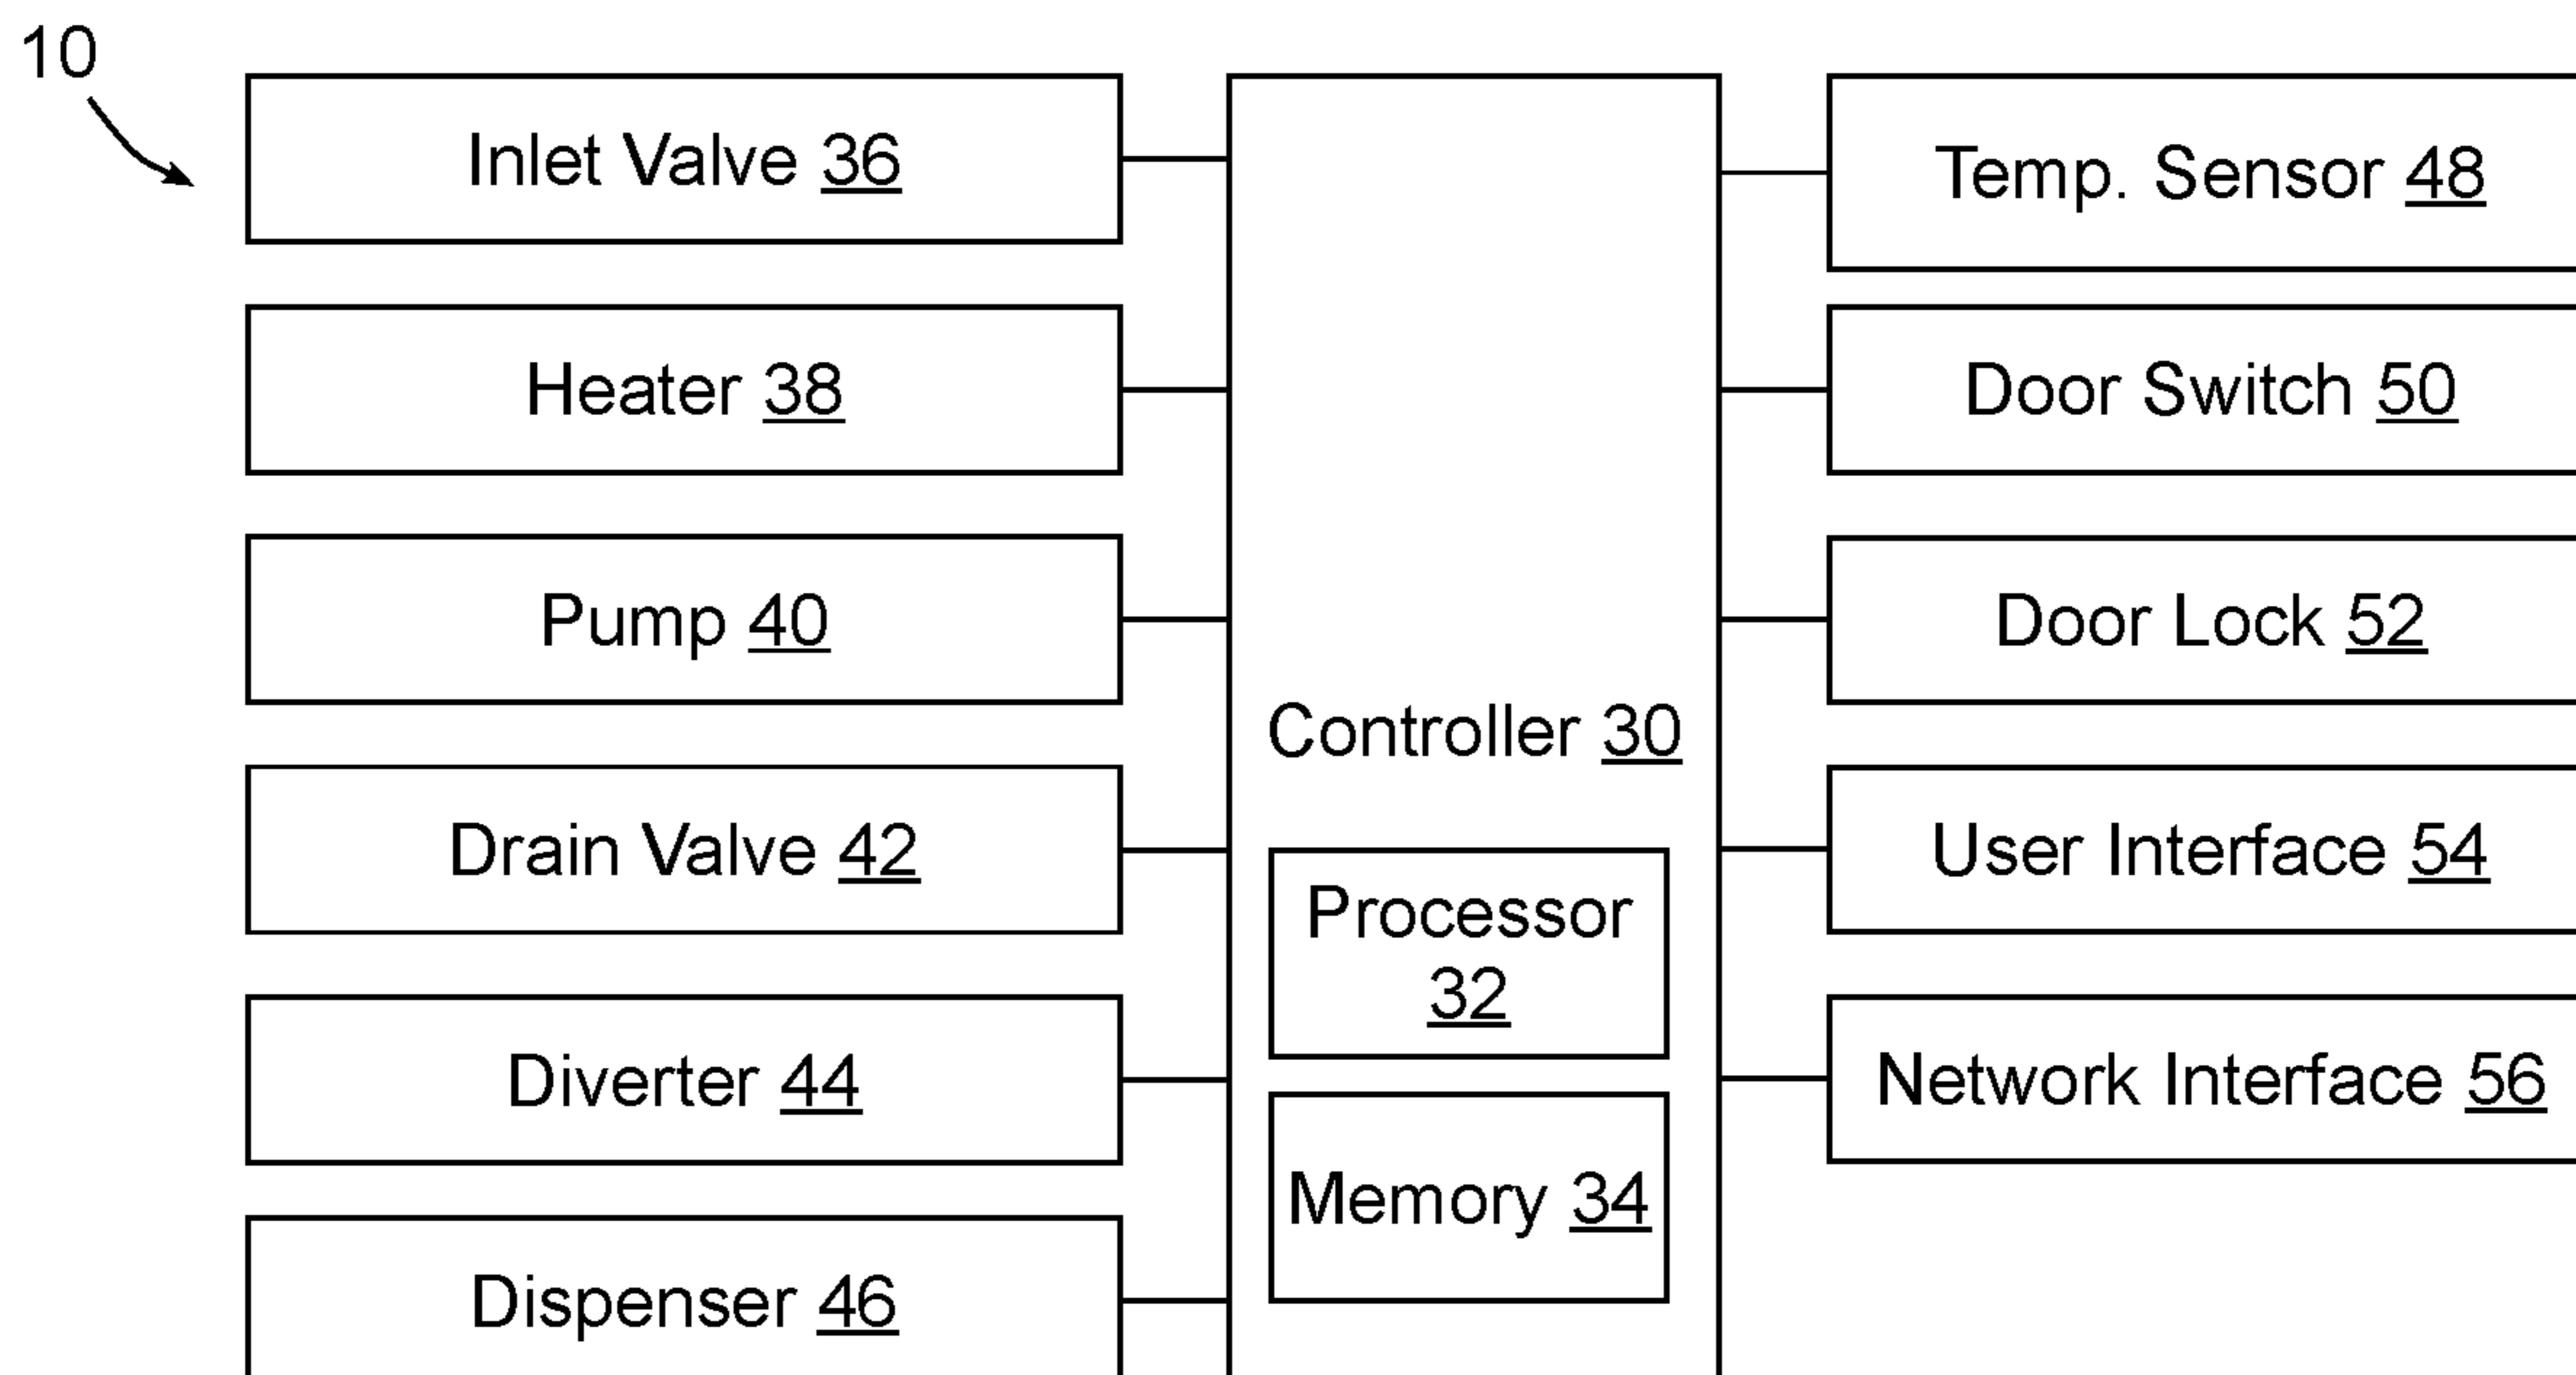 10
Inlet Valve 36
Heater 38
Pump 40
Drain Valve 42
Diverter 44
Dispenser 46
Controller 30
Processor
32
Memory 34
Temp. Sensor 48
Door Switch 50
Door Lock 52
User Interface 54
Network Interface 56